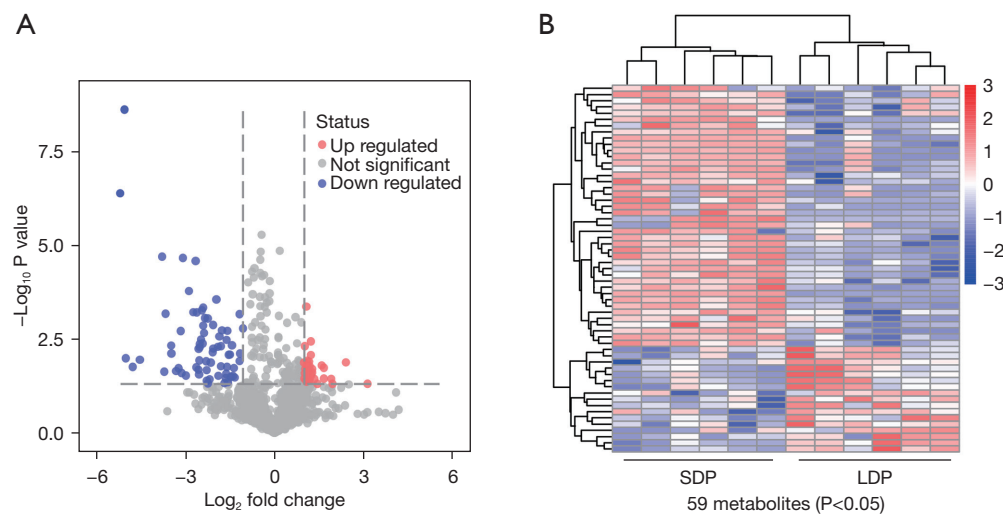 A
Status
Up regulated
Not significant
Down regulated
7.5
5.0
2.5
0.0
−Log10 P value
−6
−3
0
3
6
Log2 fold change
B
3
2
1
0
−1
−2
−3
SDP
LDP
59 metabolites (P<0.05)